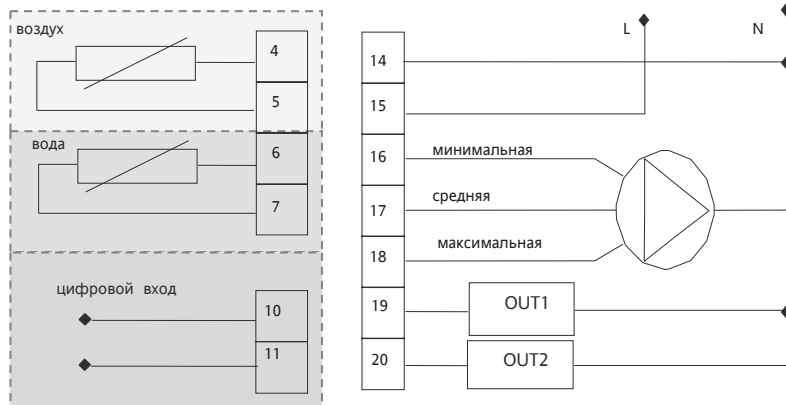 воздух
4
5
вода
6
7
цифровой вход
10
11
L
N
14
15
16
минимальная
17
средняя
18
максимальная
19
OUT1
20
OUT2